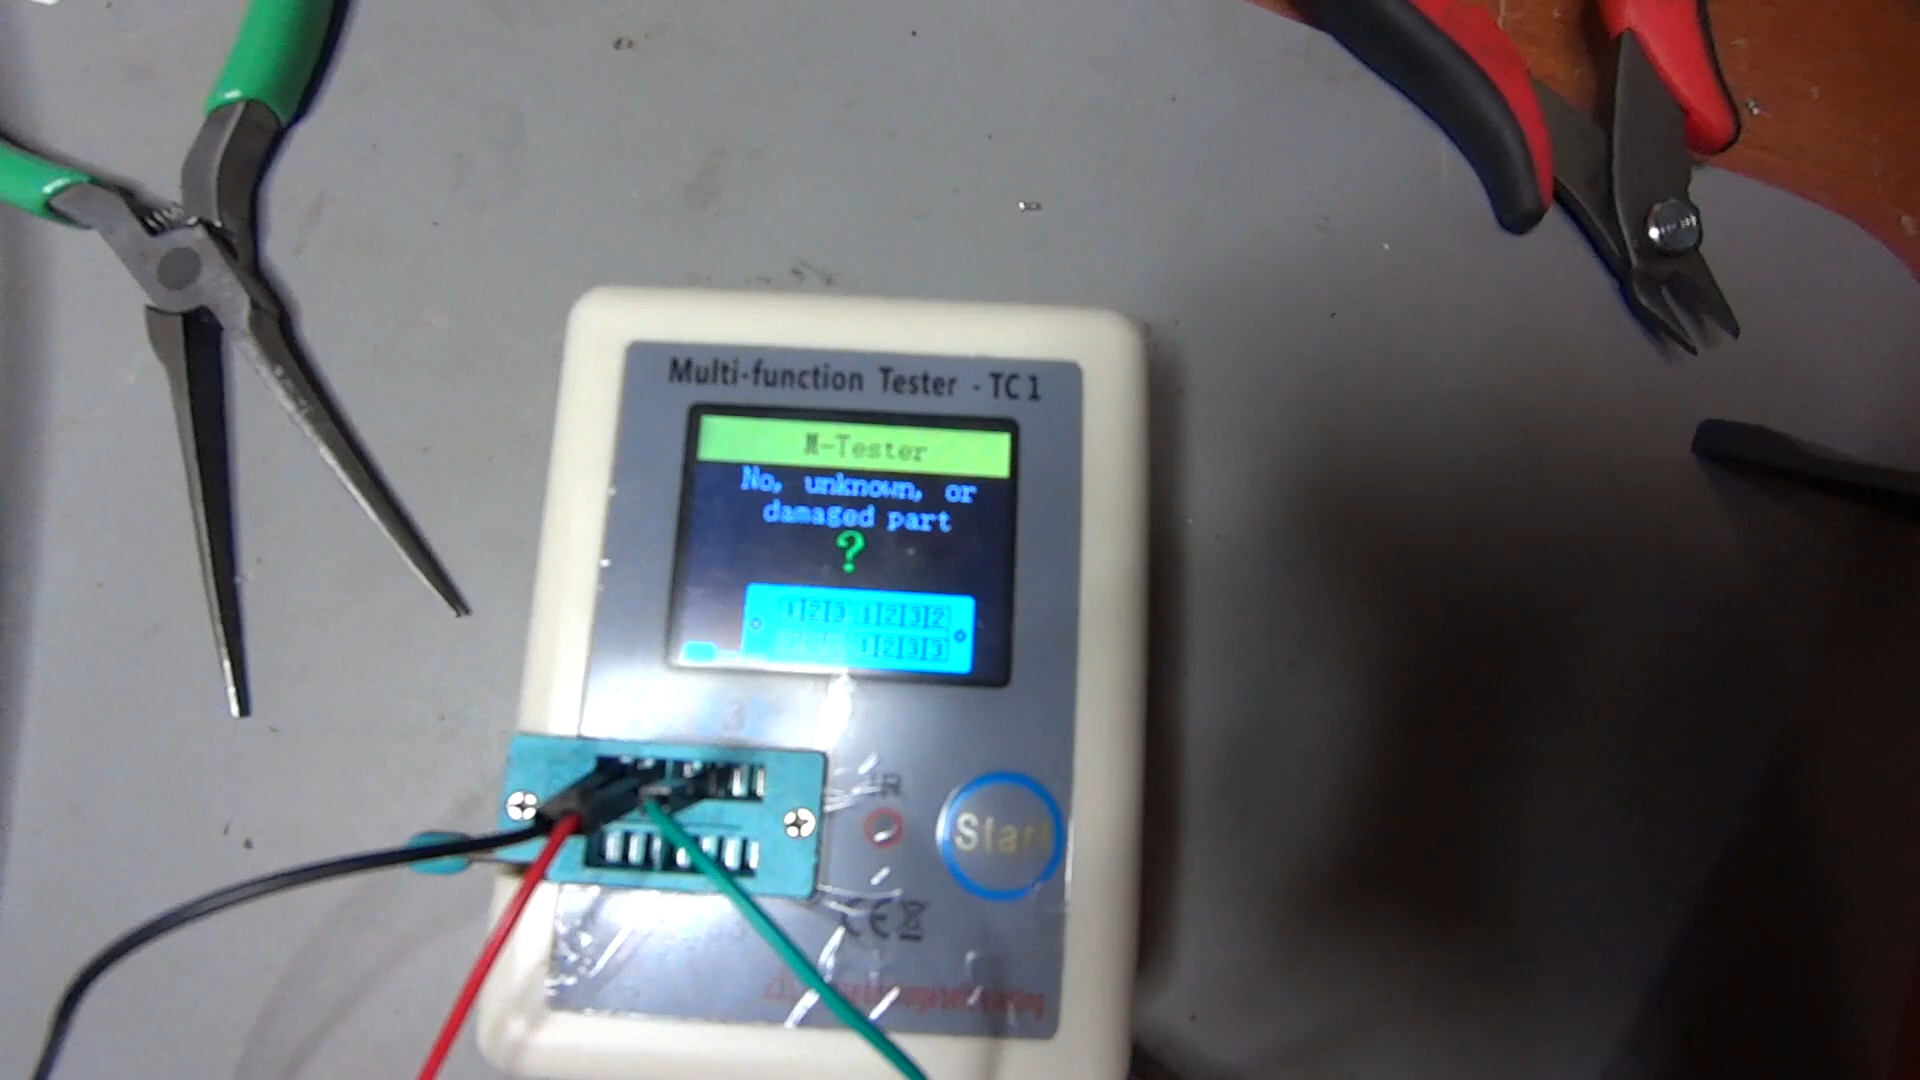 Multi-function Tester - TC1
M-Tester
No, unknown, or
damaged part
?
1 2 3 1 2 3 2
1 2 3 3
IR
Start
CE